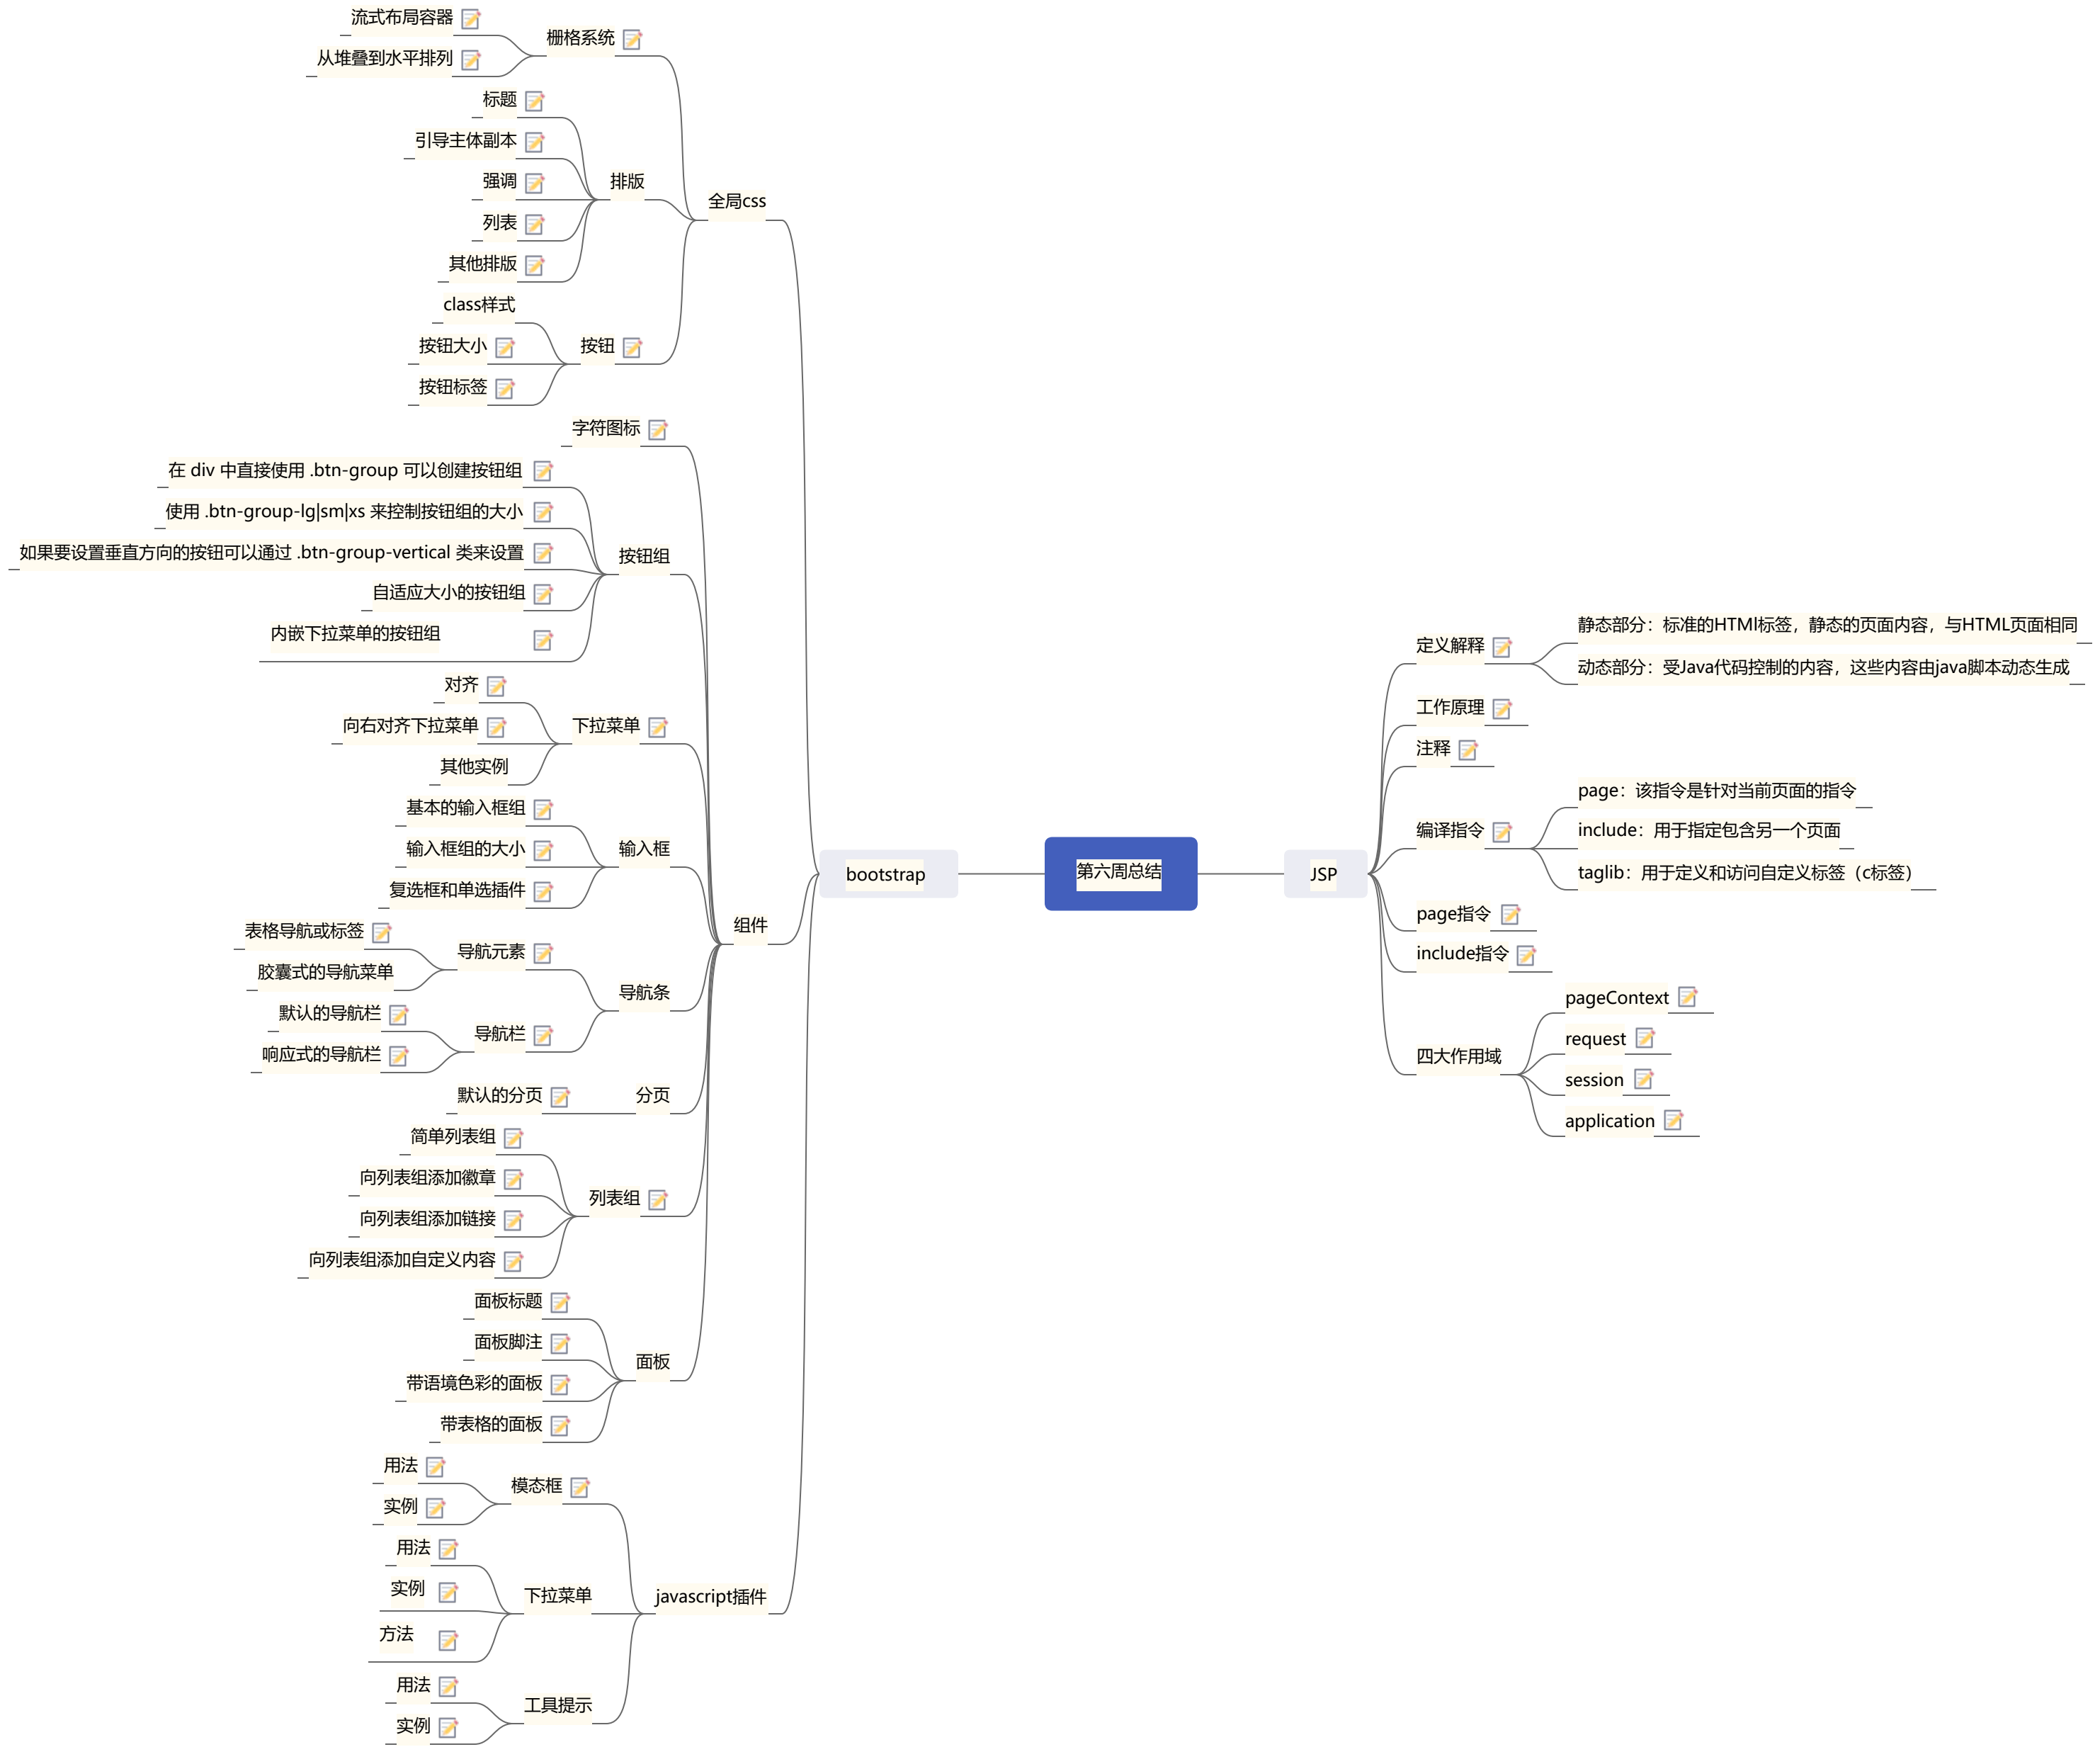 第六周总结
bootstrap
全局css
栅格系统
流式布局容器
从堆叠到水平排列
排版
标题
引导主体副本
强调
列表
其他排版
按钮
class样式
按钮大小
按钮标签
组件
字符图标
按钮组
在 div 中直接使用 .btn-group 可以创建按钮组
使用 .btn-group-lg|sm|xs 来控制按钮组的大小
如果要设置垂直方向的按钮可以通过 .btn-group-vertical 类来设置
自适应大小的按钮组
内嵌下拉菜单的按钮组
下拉菜单
对齐
向右对齐下拉菜单
其他实例
输入框
基本的输入框组
输入框组的大小
复选框和单选插件
导航条
导航元素
表格导航或标签
胶囊式的导航菜单
导航栏
默认的导航栏
响应式的导航栏
分页
默认的分页
列表组
简单列表组
向列表组添加徽章
向列表组添加链接
向列表组添加自定义内容
面板
面板标题
面板脚注
带语境色彩的面板
带表格的面板
javascript插件
模态框
用法
实例
下拉菜单
用法
实例
方法
工具提示
用法
实例
JSP
定义解释
静态部分：标准的HTMl标签，静态的页面内容，与HTML页面相同
动态部分：受Java代码控制的内容，这些内容由java脚本动态生成
工作原理
注释
编译指令
page：该指令是针对当前页面的指令
include：用于指定包含另一个页面
taglib：用于定义和访问自定义标签（c标签）
page指令
include指令
四大作用域
pageContext
request
session
application